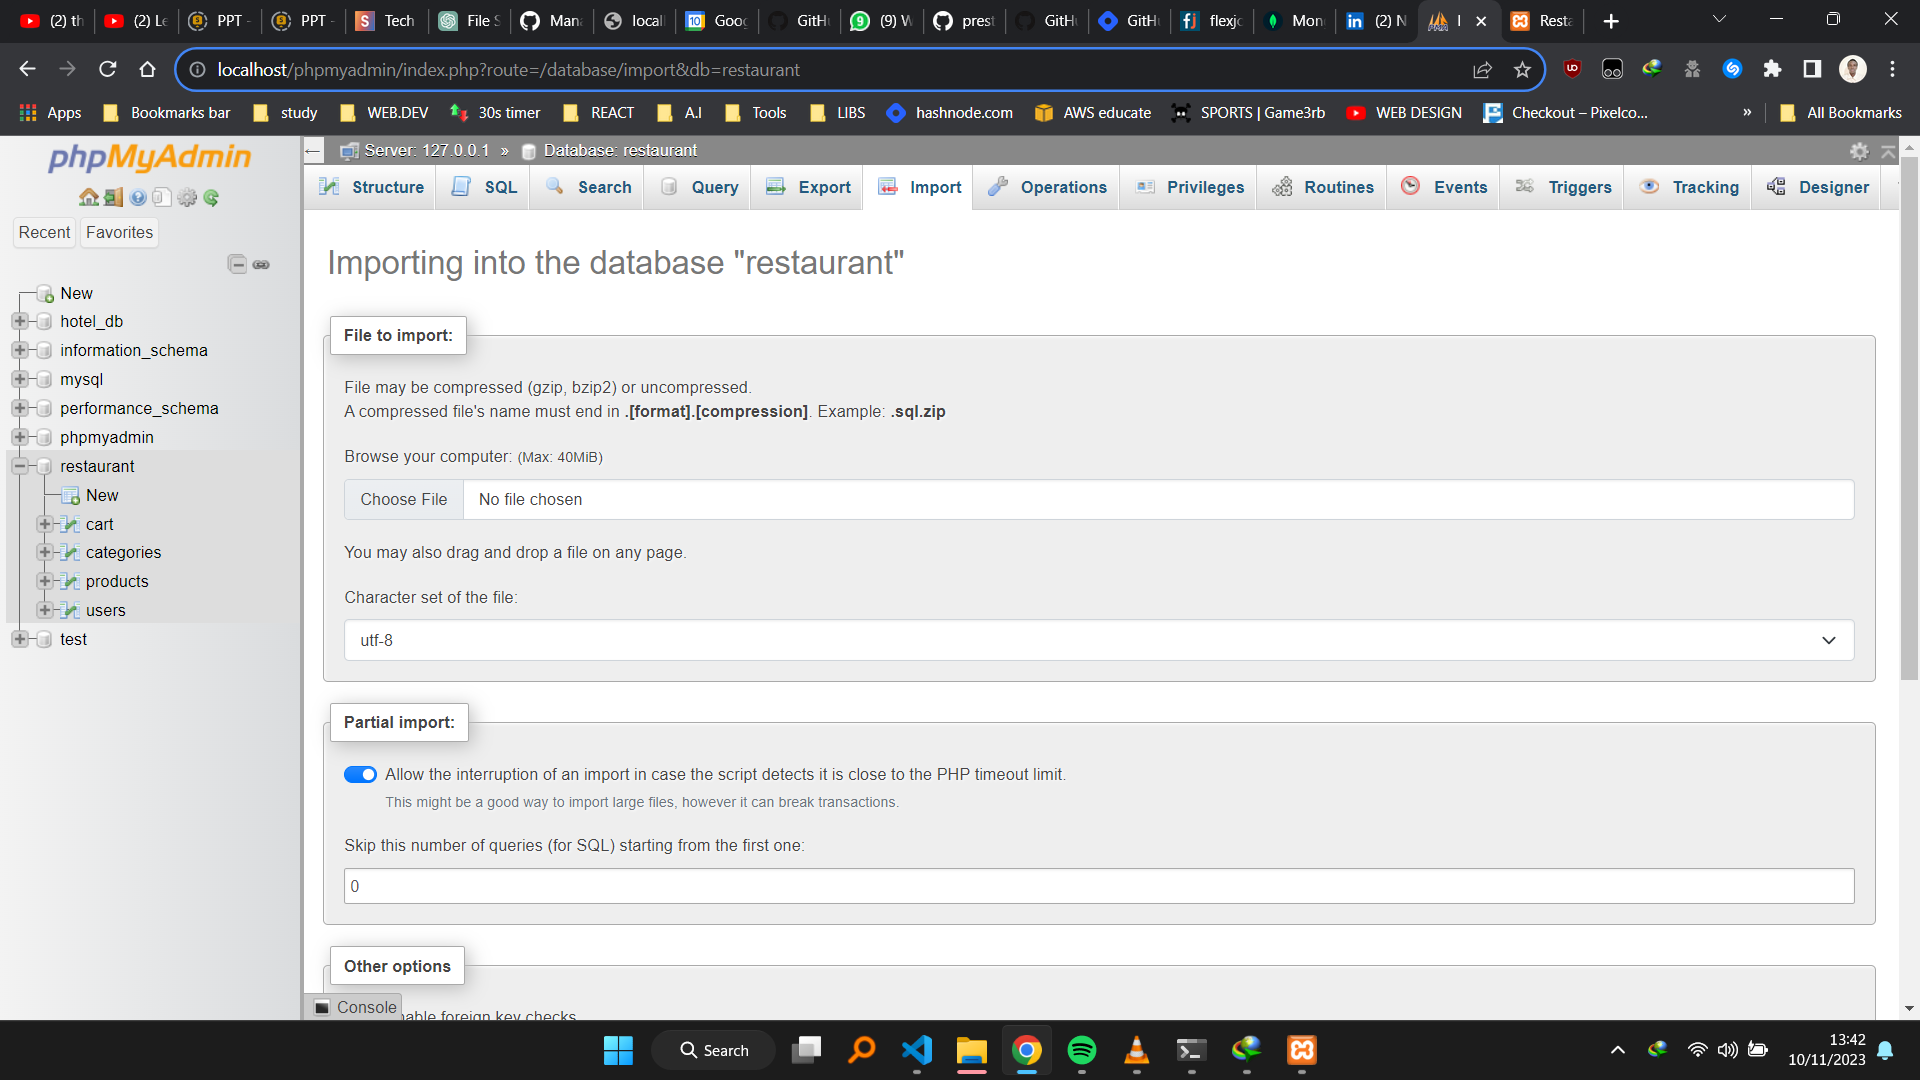 (2) th
(2) Le
PPT -
PPT -
Tech
File S
Mana
local
Goog
GitHu
(9) W
prest
GitHu
GitHu
flexjc
Mon
(2) N
Resta
localhost/phpmyadmin/index.php?route=/database/import&db=restaurant
Apps
Bookmarks bar
study
WEB.DEV
30s timer
REACT
A.I
Tools
LIBS
hashnode.com
AWS educate
SPORTS | Game3rb
WEB DESIGN
Checkout – Pixelco...
»
All Bookmarks
phpMyAdmin
Recent
Favorites
New
hotel_db
information_schema
mysql
performance_schema
phpmyadmin
restaurant
New
cart
categories
products
users
test
Server: 127.0.0.1 » Database: restaurant
Structure
SQL
Search
Query
Export
Import
Operations
Privileges
Routines
Events
Triggers
Tracking
Designer
Importing into the database "restaurant"
File to import:
File may be compressed (gzip, bzip2) or uncompressed.
A compressed file's name must end in .[format].[compression]. Example: .sql.zip
Browse your computer: (Max: 40MiB)
Choose File
No file chosen
You may also drag and drop a file on any page.
Character set of the file:
utf-8
Partial import:
Allow the interruption of an import in case the script detects it is close to the PHP timeout limit.
This might be a good way to import large files, however it can break transactions.
Skip this number of queries (for SQL) starting from the first one:
0
Other options
Console
nable foreign key checks
Search
13:42
10/11/2023